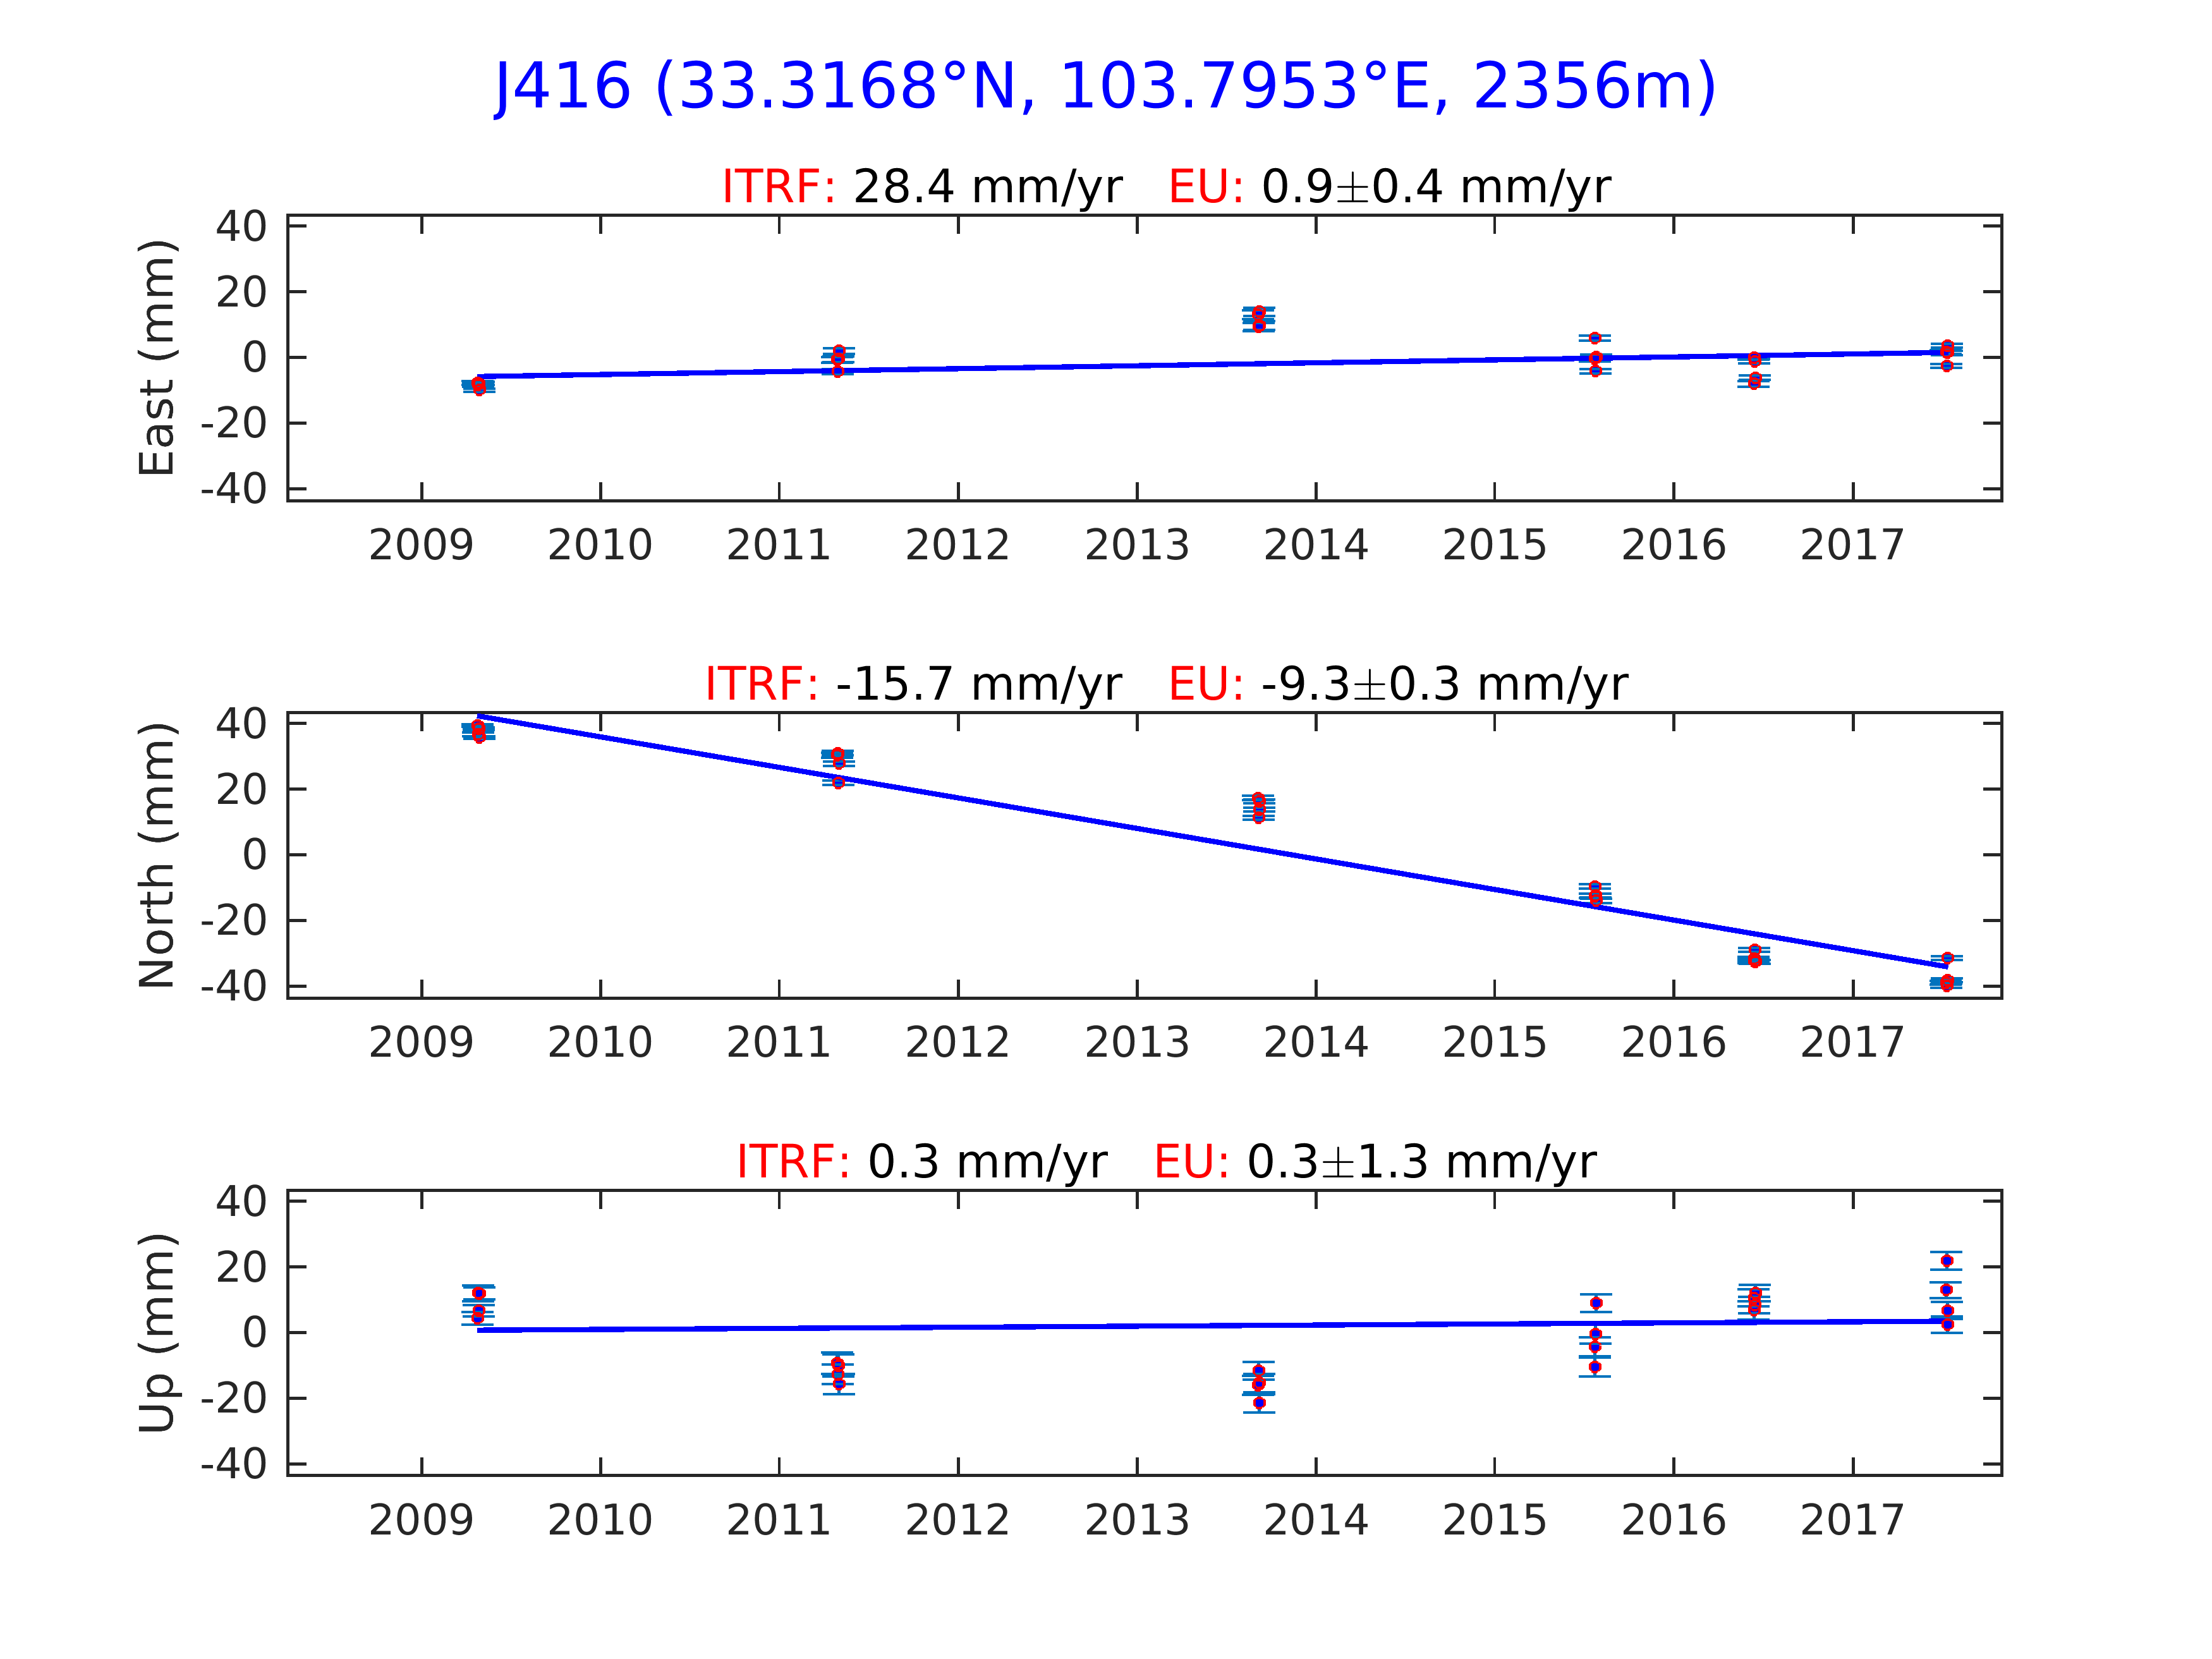 J416 (33.3168°N, 103.7953°E, 2356m)
ITRF: 28.4 mm/yr EU: 0.9±0.4 mm/yr
East (mm)
40
20
0
-20
-40
2009 2010 2011 2012 2013 2014 2015 2016 2017
ITRF: -15.7 mm/yr EU: -9.3±0.3 mm/yr
North (mm)
40
20
0
-20
-40
2009 2010 2011 2012 2013 2014 2015 2016 2017
ITRF: 0.3 mm/yr EU: 0.3±1.3 mm/yr
Up (mm)
40
20
0
-20
-40
2009 2010 2011 2012 2013 2014 2015 2016 2017